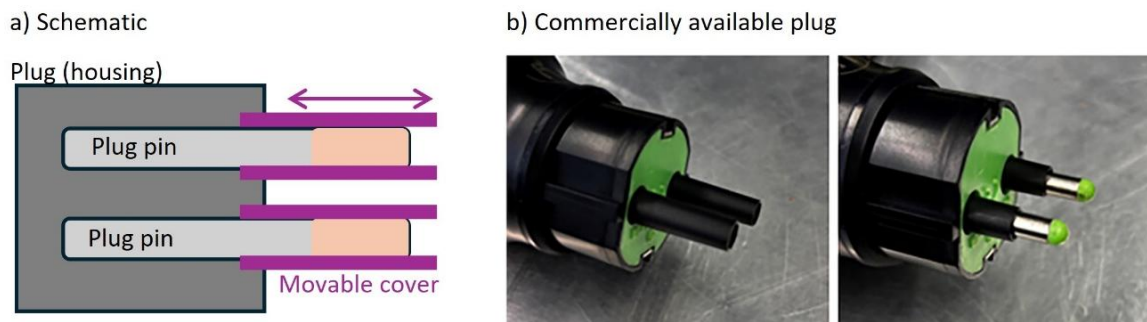 a) Schematic
b) Commercially available plug
Plug (housing)
Plug pin
Plug pin
Movable cover